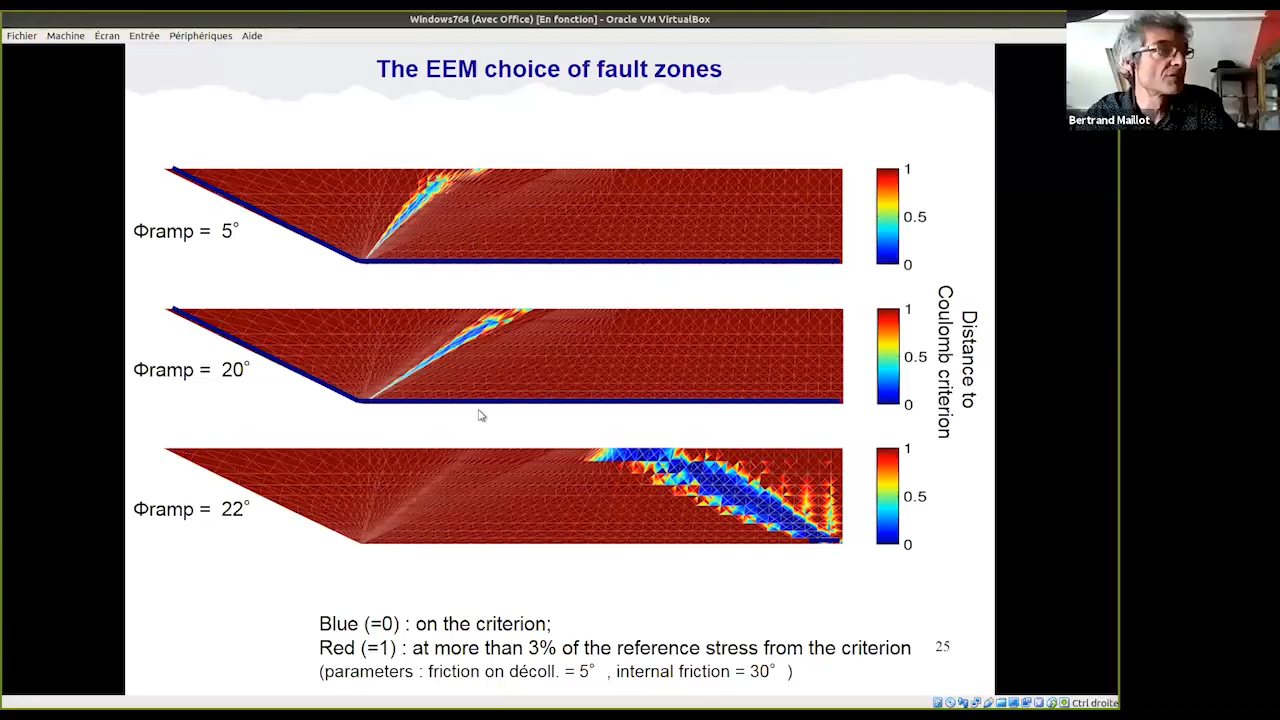 Windows764 (Avec Office) [En fonction] - Oracle VM VirtualBox
Fichier Machine Écran Entrée Périphériques Aide
The EEM choice of fault zones
Bertrand Maillot
Φramp = 5°
1
0.5
0
Φramp = 20°
1
0.5
0
Φramp = 22°
1
0.5
0
Distance to
Coulomb criterion
Blue (=0) : on the criterion;
Red (=1) : at more than 3% of the reference stress from the criterion
25
(parameters : friction on décoll. = 5° , internal friction = 30° )
Ctrl droite